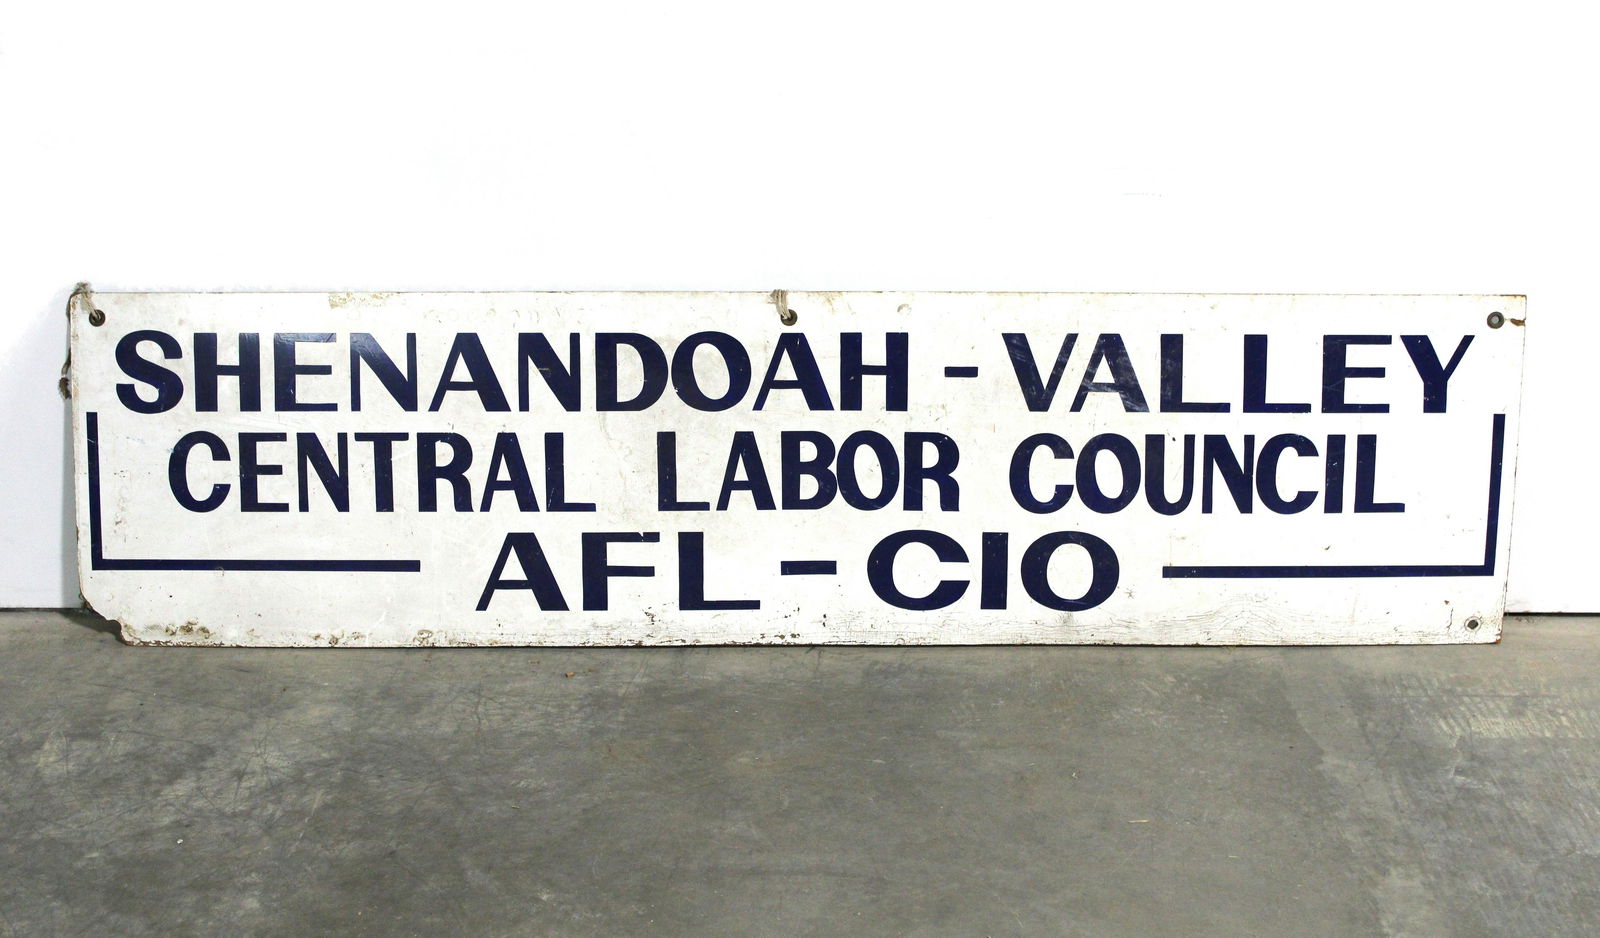 SHENANDOAH - VALLEY
CENTRAL LABOR COUNCIL
AFL - CIO